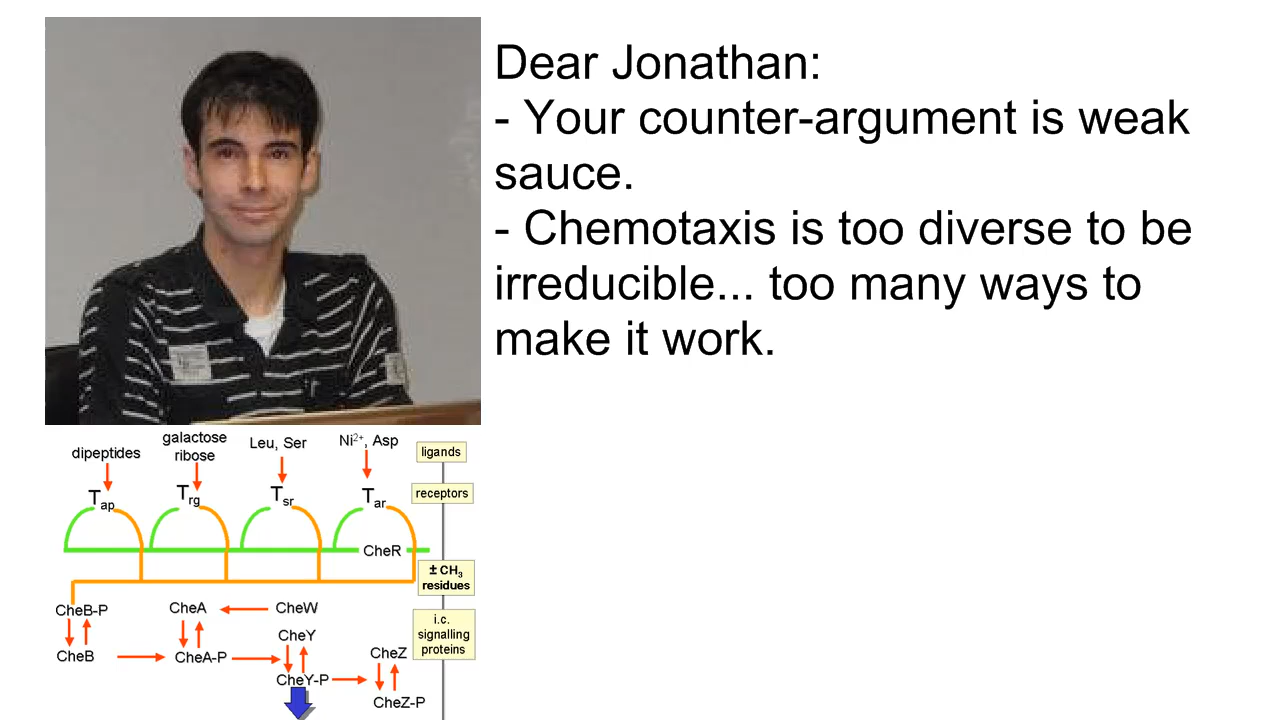 Dear Jonathan:
- Your counter-argument is weak
sauce.
- Chemotaxis is too diverse to be
irreducible... too many ways to
make it work.
dipeptides
galactose
ribose
Leu, Ser
Ni²⁺, Asp
ligands
Tap
Trg
Tsr
Tar
receptors
CheR
± CH₃
residues
CheB-P
CheA
CheW
i.c.
signalling
proteins
CheY
CheB
CheA-P
CheZ
CheY-P
CheZ-P